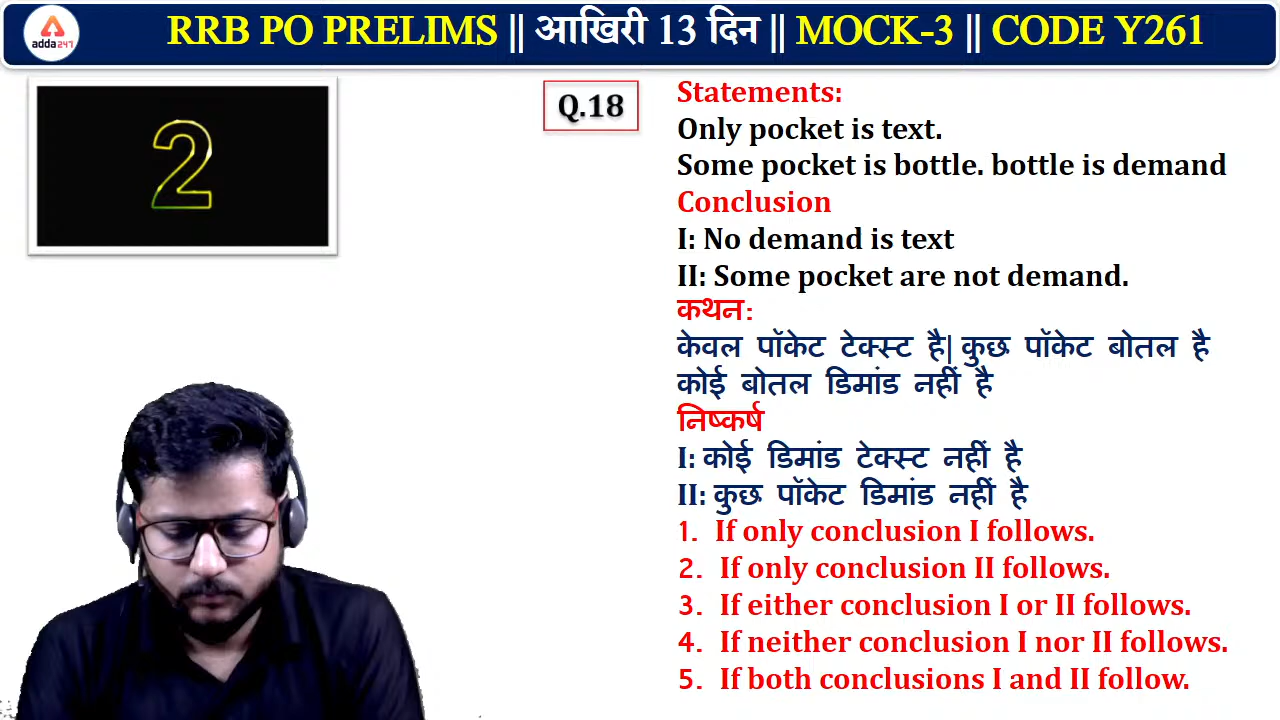 RRB PO PRELIMS || आखिरी 13 दिन || MOCK-3 || CODE Y261
adda247
2
Q.18
Statements:
Only pocket is text.
Some pocket is bottle. bottle is demand
Conclusion
I: No demand is text
II: Some pocket are not demand.
कथन:
केवल पॉकेट टेक्स्ट है| कुछ पॉकेट बोतल है
कोई बोतल डिमांड नहीं है
निष्कर्ष
I: कोई डिमांड टेक्स्ट नहीं है
II: कुछ पॉकेट डिमांड नहीं है
1. If only conclusion I follows.
2. If only conclusion II follows.
3. If either conclusion I or II follows.
4. If neither conclusion I nor II follows.
5. If both conclusions I and II follow.